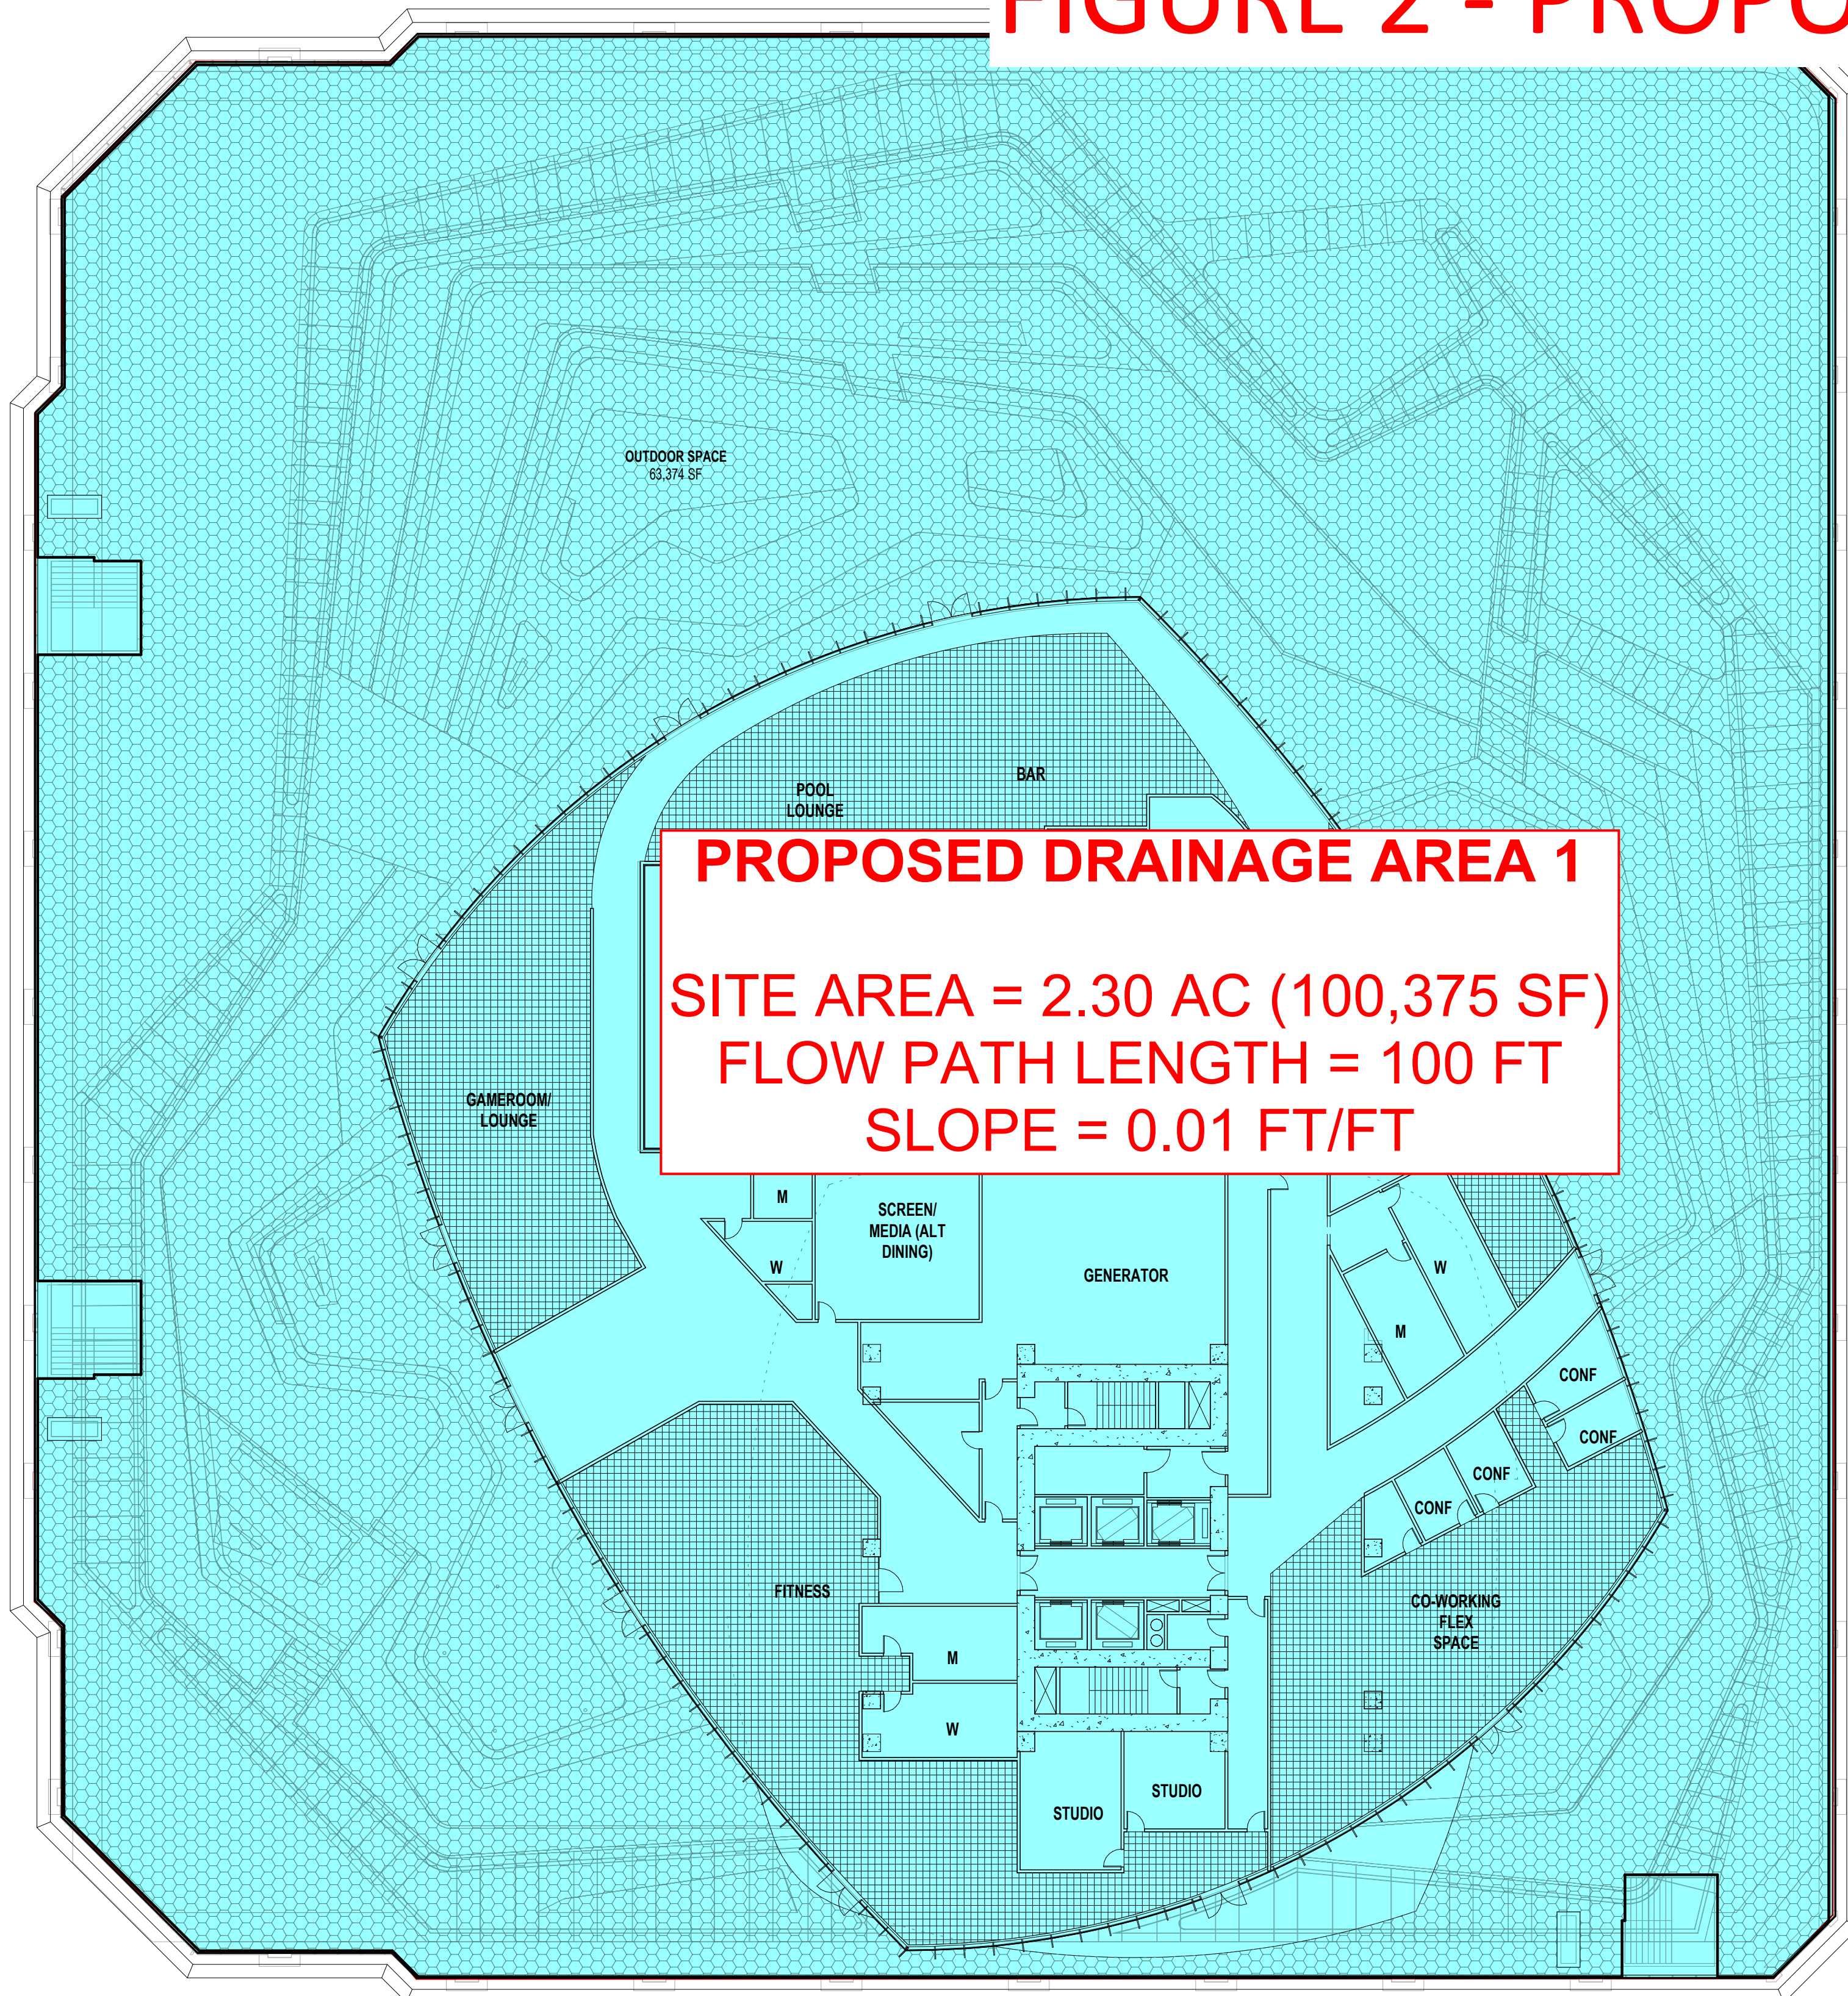 FIGURE 2 - PROPO
OUTDOOR SPACE
63,374 SF
BAR
POOL
LOUNGE
PROPOSED DRAINAGE AREA 1
SITE AREA = 2.30 AC (100,375 SF)
FLOW PATH LENGTH = 100 FT
SLOPE = 0.01 FT/FT
GAMEROOM/
LOUNGE
M
SCREEN/
MEDIA (ALT
DINING)
W
GENERATOR
W
M
CONF
CONF
CONF
CONF
FITNESS
CO-WORKING
FLEX
SPACE
M
W
STUDIO
STUDIO